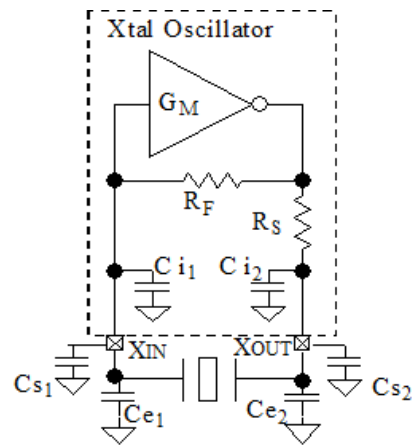 Xtal Oscillator
GM
RF
RS
Ci1
Ci2
XIN
XOUT
Cs1
Cs2
Ce1
Ce2